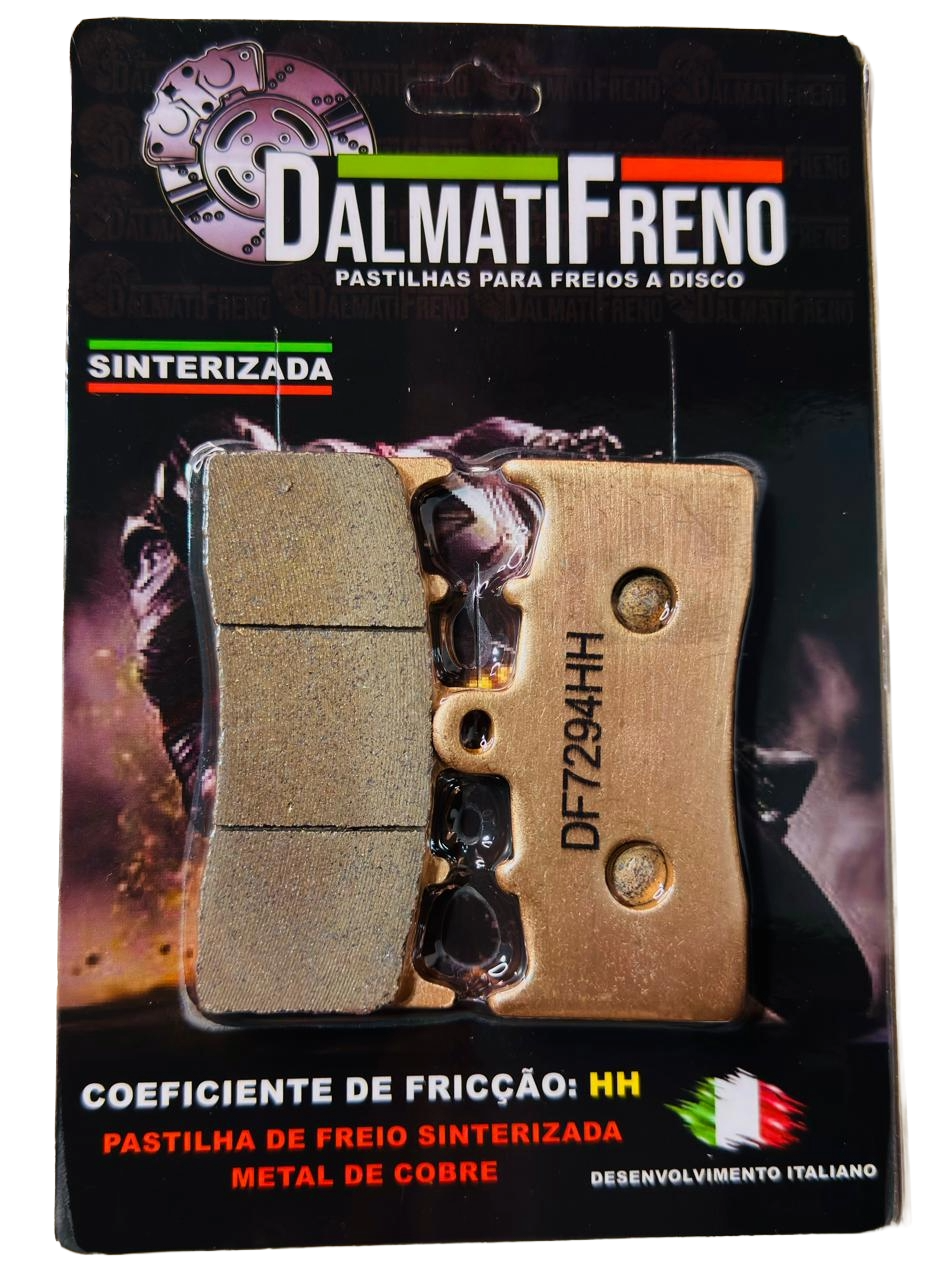 DALMATIFRENO
PASTILHAS PARA FREIOS A DISCO
SINTERIZADA
DF7294HH
COEFICIENTE DE FRICÇÃO: HH
PASTILHA DE FREIO SINTERIZADA
METAL DE COBRE
DESENVOLVIMENTO ITALIANO